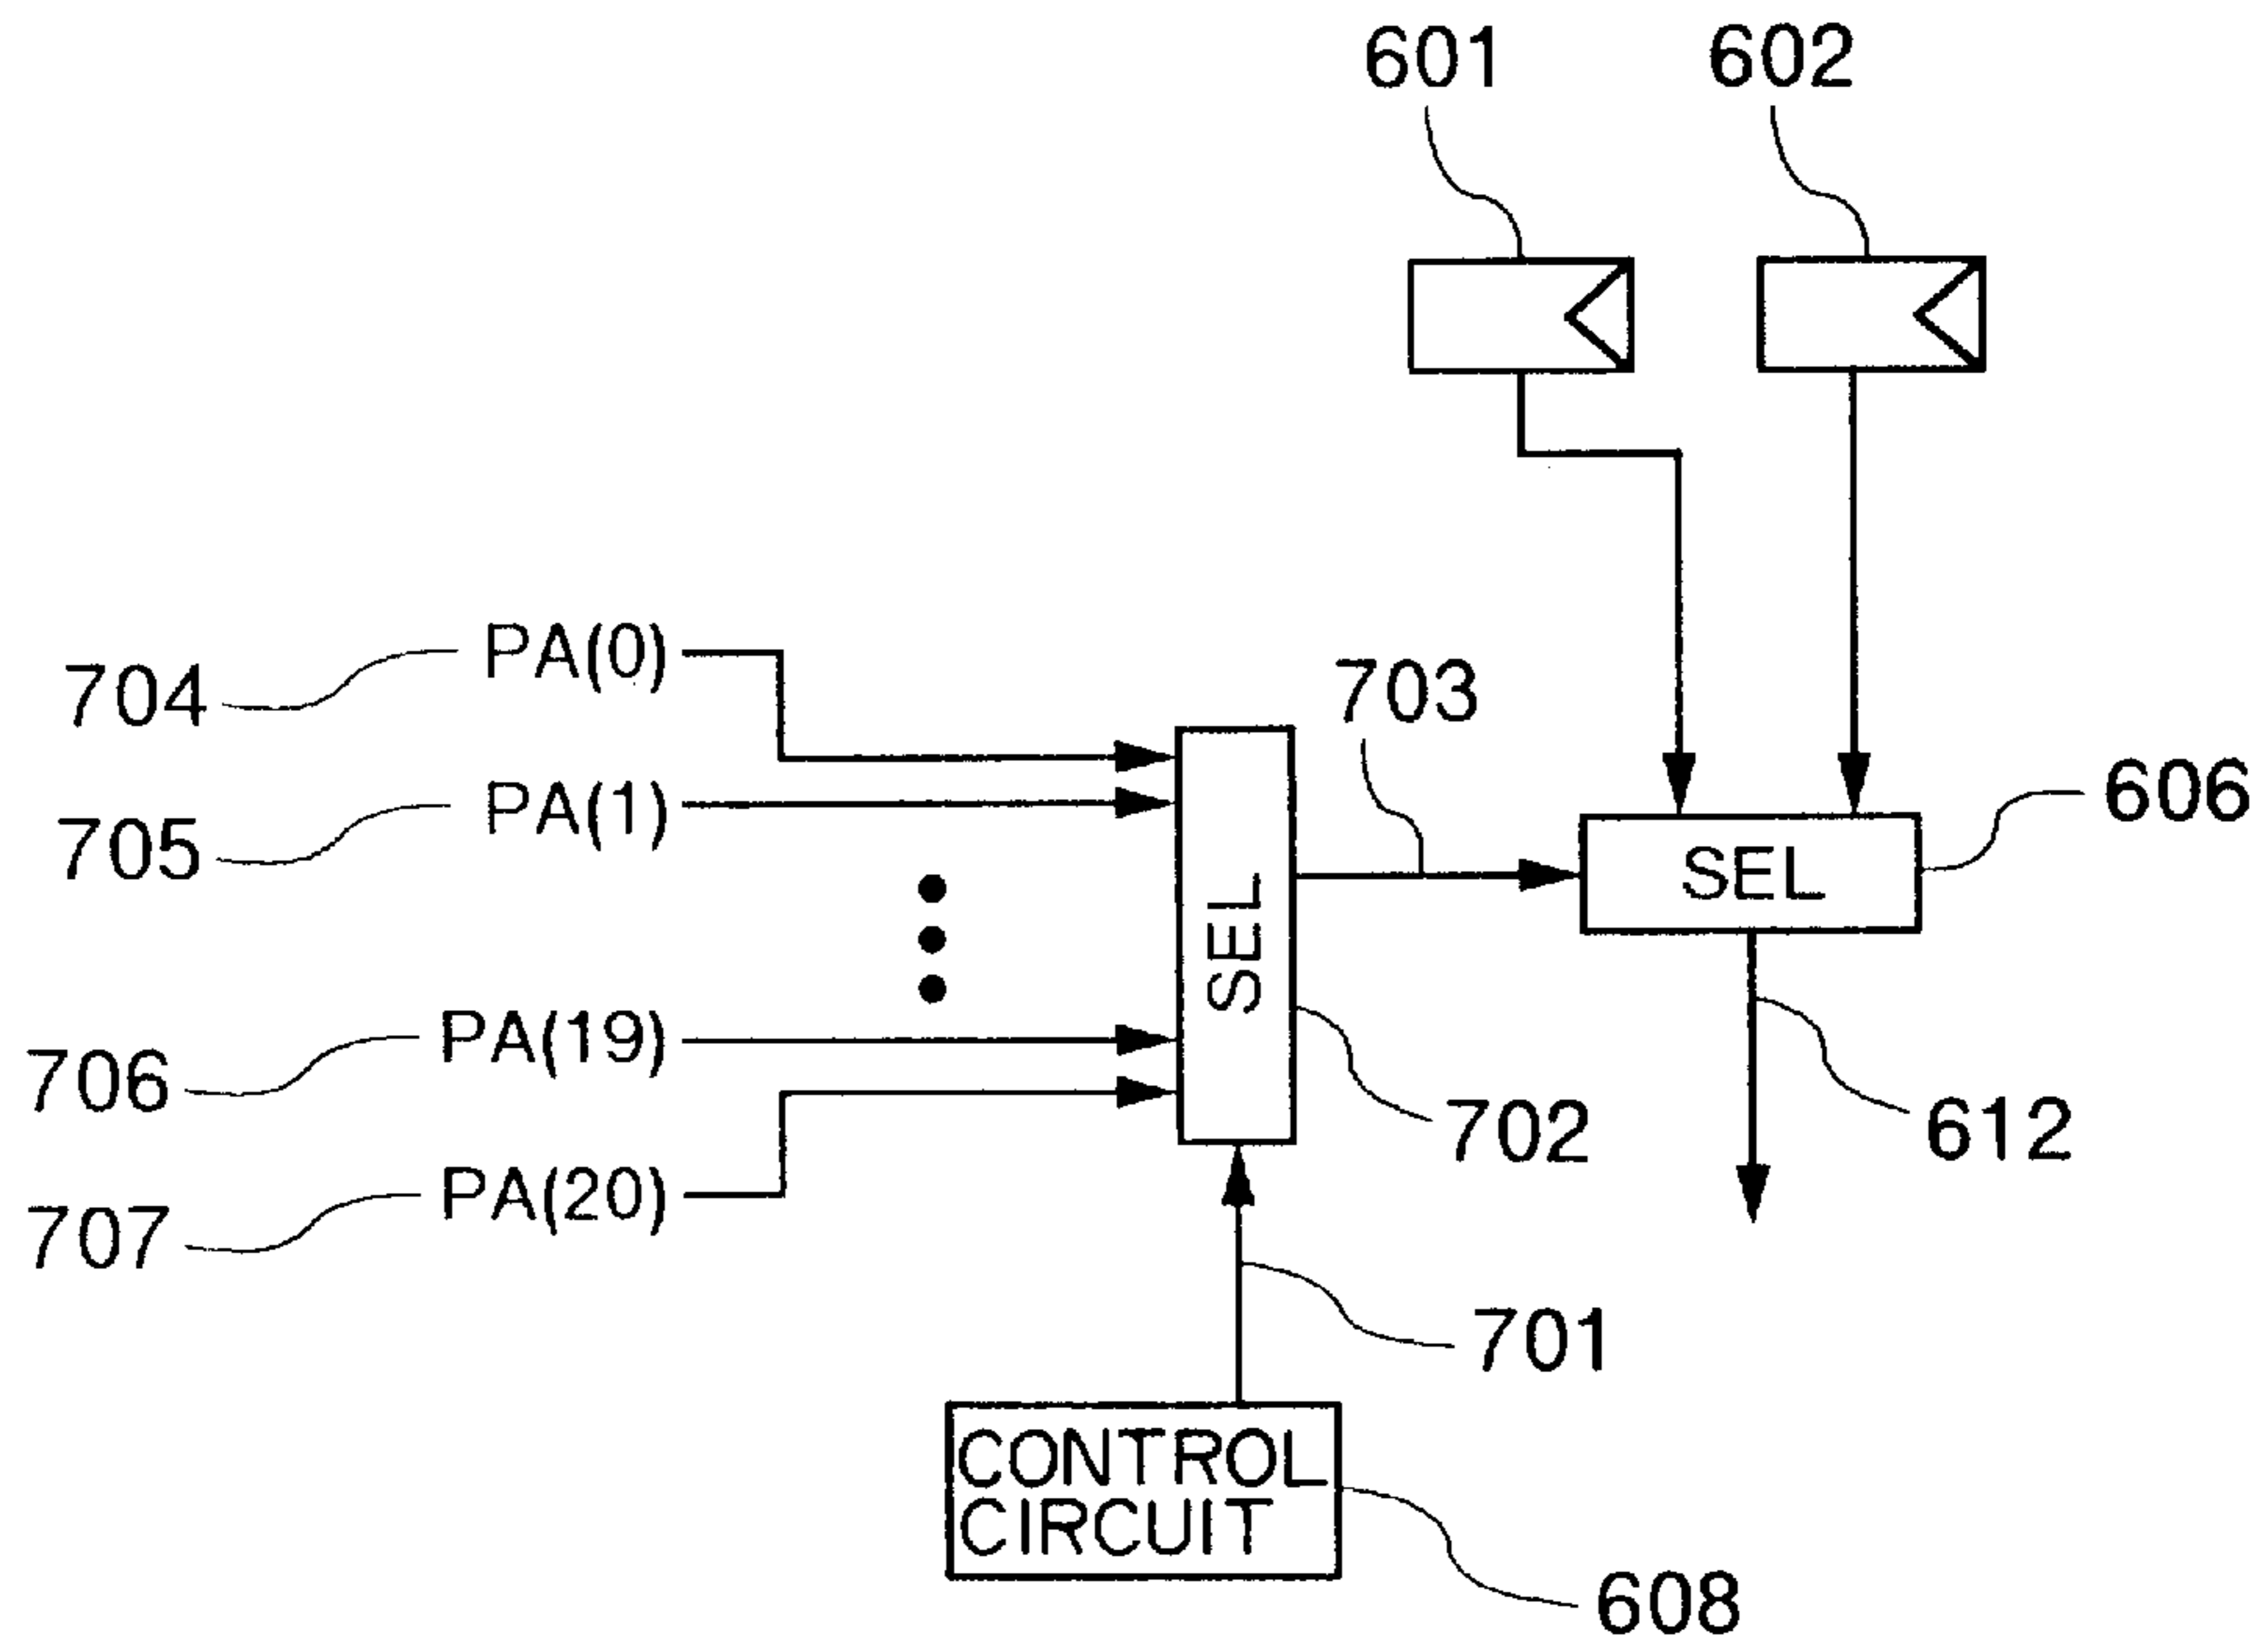 601
602
PA(0)
704
703
PA(1)
705
606
SEL
SEL
PA(19)
706
702
612
PA(20)
707
701
CONTROL
CIRCUIT
608